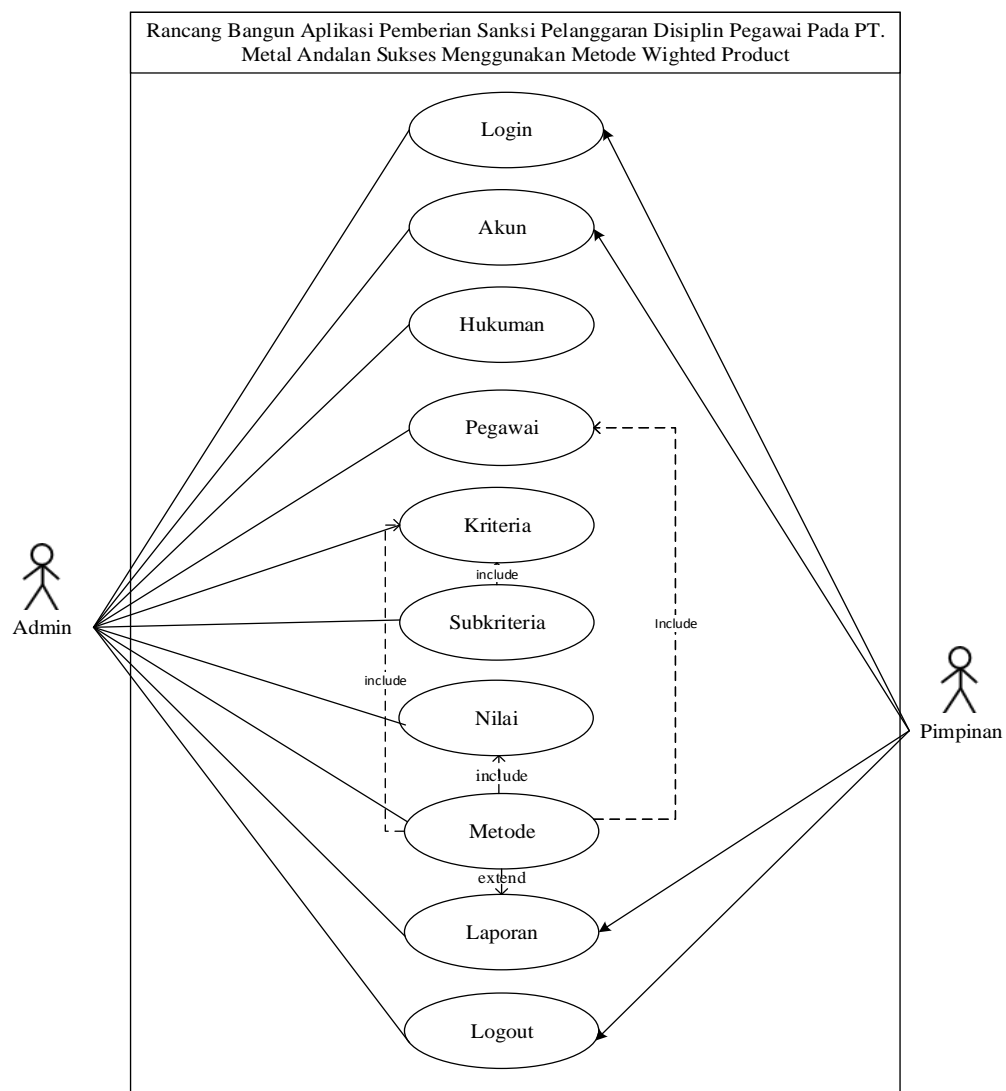 Rancang Bangun Aplikasi Pemberian Sanksi Pelanggaran Disiplin Pegawai Pada PT.
Metal Andalan Sukses Menggunakan Metode Wighted Product
Login
Akun
Hukuman
Pegawai
Kriteria
include
Subkriteria
Include
Admin
include
Nilai
Pimpinan
include
Metode
extend
Laporan
Logout